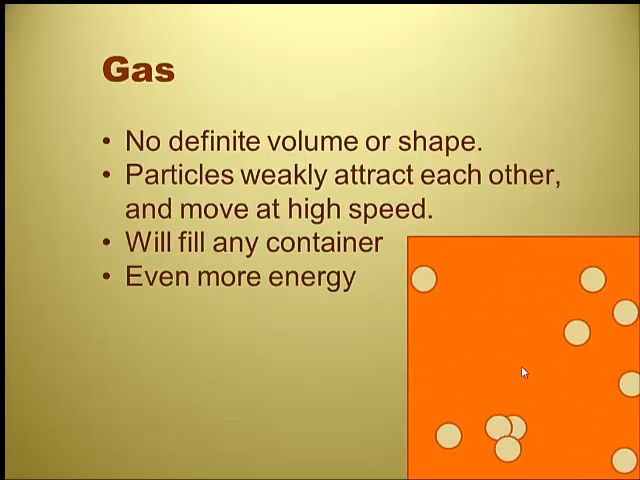 Gas
• No definite volume or shape.
• Particles weakly attract each other,
and move at high speed.
• Will fill any container
• Even more energy